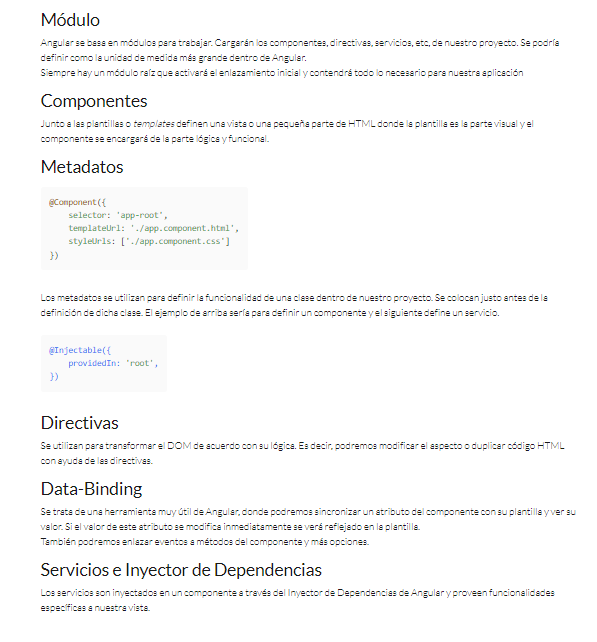 Módulo
Angular se basa en módulos para trabajar. Cargarán los componentes, directivas, servicios, etc, de nuestro proyecto. Se podría
definir como la unidad de medida más grande dentro de Angular.
Siempre hay un módulo raíz que activará el enlazamiento inicial y contendrá todo lo necesario para nuestra aplicación
Componentes
Junto a las plantillas o templates definen una vista o una pequeña parte de HTML donde la plantilla es la parte visual y el
componente se encargará de la parte lógica y funcional.
Metadatos
@Component({
    selector: 'app-root',
    templateUrl: './app.component.html',
    styleUrls: ['./app.component.css']
})
Los metadatos se utilizan para definir la funcionalidad de una clase dentro de nuestro proyecto. Se colocan justo antes de la
definición de dicha clase. El ejemplo de arriba sería para definir un componente y el siguiente define un servicio.
@Injectable({
    providedIn: 'root',
})
Directivas
Se utilizan para transformar el DOM de acuerdo con su lógica. Es decir, podremos modificar el aspecto o duplicar código HTML
con ayuda de las directivas.
Data-Binding
Se trata de una herramienta muy útil de Angular, donde podremos sincronizar un atributo del componente con su plantilla y ver su
valor. Si el valor de este atributo se modifica inmediatamente se verá reflejado en la plantilla.
También podremos enlazar eventos a métodos del componente y más opciones.
Servicios e Inyector de Dependencias
Los servicios son inyectados en un componente a través del Inyector de Dependencias de Angular y proveen funcionalidades
específicas a nuestra vista.